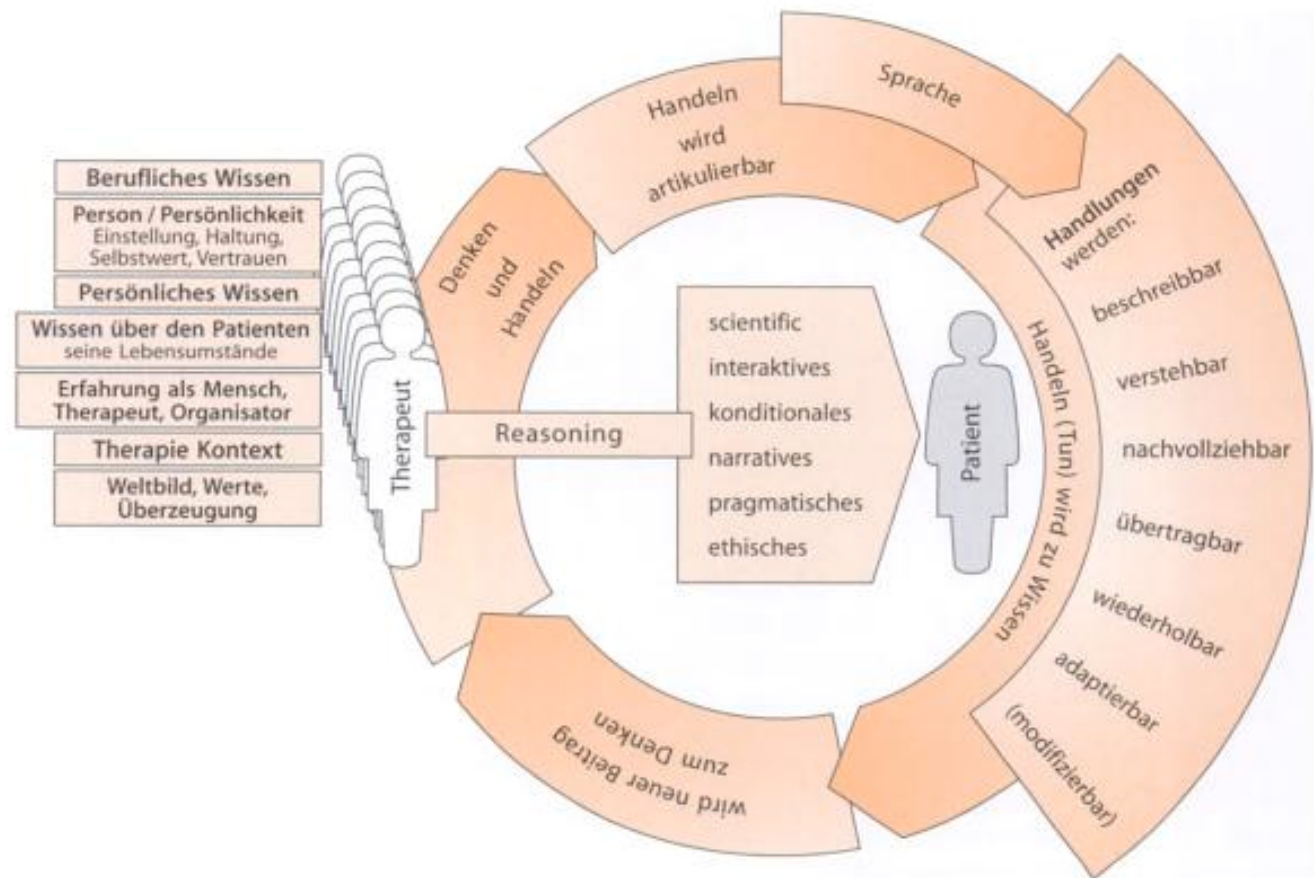 Berufliches Wissen
Person / Persönlichkeit
Einstellung, Haltung,
Selbstwert, Vertrauen
Persönliches Wissen
Wissen über den Patienten
seine Lebensumstände
Erfahrung als Mensch,
Therapeut, Organisator
Therapie Kontext
Weltbild, Werte,
Überzeugung
Therapeut
Denken
und
Handeln
Handeln
wird
artikulierbar
Sprache
Reasoning
scientific
interaktives
konditionales
narratives
pragmatisches
ethisches
Patient
Handeln (Tun) wird zu Wissen
Handlungen
werden:
beschreibbar
verstehbar
nachvollziehbar
übertragbar
wiederholbar
adaptierbar
(modifizierbar)
wird neuer Beitrag
zum Denken